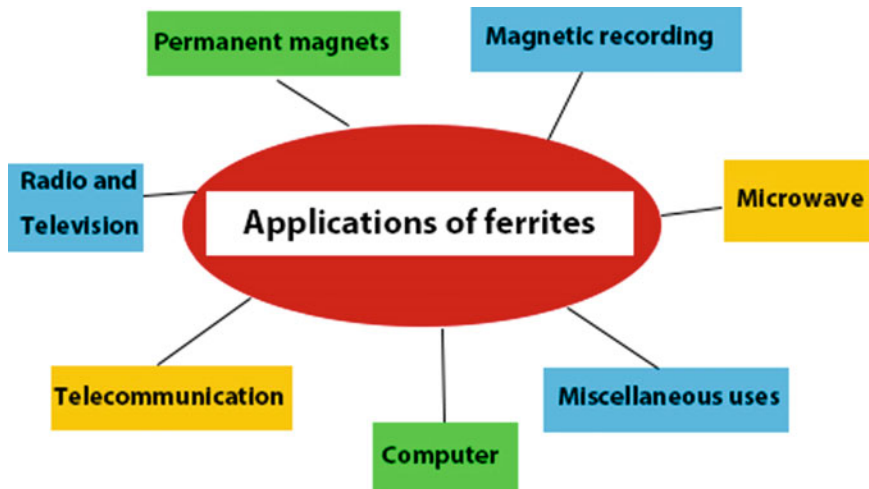 Permanent magnets
Magnetic recording
Radio and
Television
Applications of ferrites
Microwave
Telecommunication
Miscellaneous uses
Computer